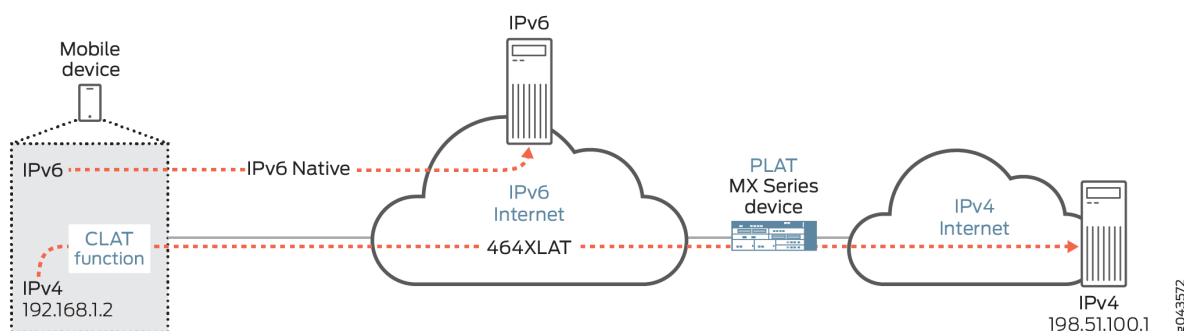 IPv6
Mobile
device
IPv6
IPv6 Native
IPv6
Internet
PLAT
MX Series
device
IPv4
Internet
CLAT
function
464XLAT
IPv4
192.168.1.2
IPv4
198.51.100.1
g043572